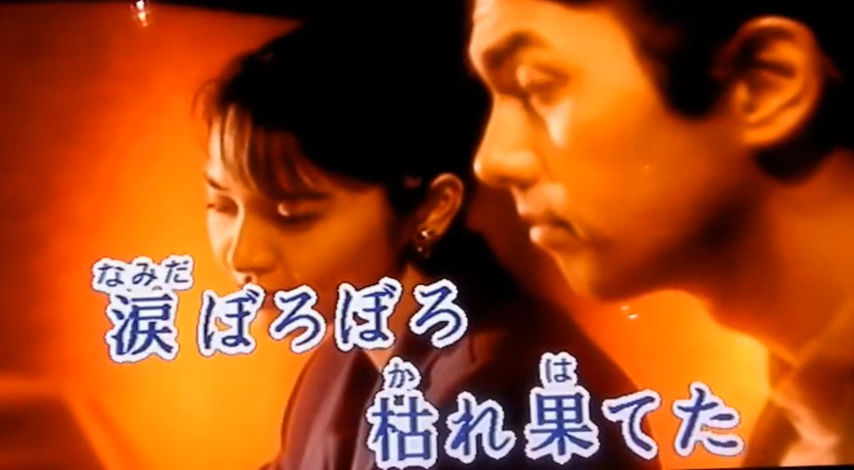 なみだ
涙ぼろぼろ
か は
枯れ果てた